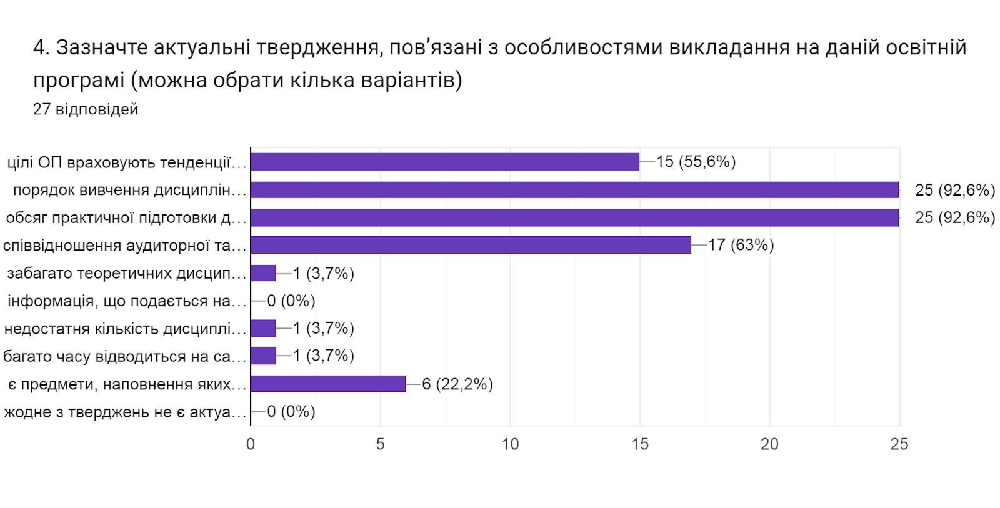 4. Зазначте актуальні твердження, пов’язані з особливостями викладання на даній освітній
програмі (можна обрати кілька варіантів)
27 відповідей
цілі ОП враховують тенденції… 15 (55,6%)
порядок вивчення дисциплін… 25 (92,6%)
обсяг практичної підготовки д… 25 (92,6%)
співвідношення аудиторної та… 17 (63%)
забагато теоретичних дисцип… 1 (3,7%)
інформація, що подається на… 0 (0%)
недостатня кількість дисциплі… 1 (3,7%)
багато часу відводиться на са… 1 (3,7%)
є предмети, наповнення яких… 6 (22,2%)
жодне з тверджень не є актуа… 0 (0%)
0 5 10 15 20 25